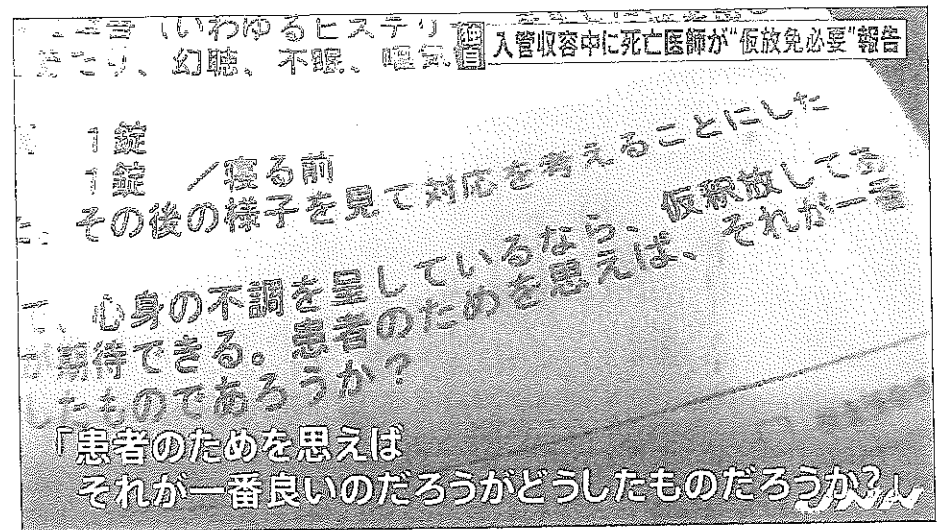 (いわゆるヒステリ
独自 入管収容中に死亡医師が“仮放免必要”報告
、幻聴、不眠、嘔気
1錠
1錠 /寝る前
その後の様子を見て対応を考えることにした
、心身の不調を呈しているなら、仮釈放してあ
が期待できる。患者のためを思えば、それが一番
したものであろうか?
「患者のためを思えば
それが一番良いのだろうがどうしたものだろうか?」
JNN